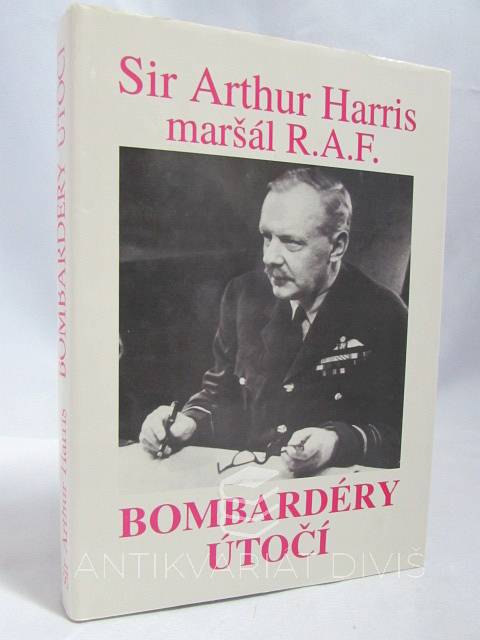 Sir Arthur Harris
maršál R.A.F.
BOMBARDÉRY
ÚTOČÍ
Sir Arthur Harris BOMBARDÉRY ÚTOČÍ
ANTIKVARIÁT DIVIŠ